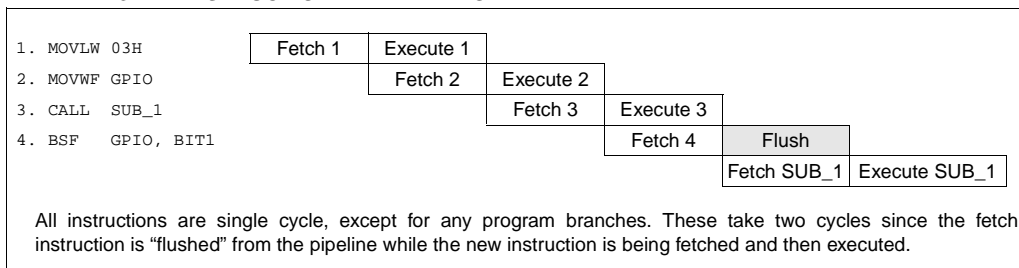 1. MOVLW 03H Fetch 1 Execute 1
2. MOVWF GPIO Fetch 2 Execute 2
3. CALL SUB_1 Fetch 3 Execute 3
4. BSF GPIO, BIT1 Fetch 4 Flush
Fetch SUB_1 Execute SUB_1
All instructions are single cycle, except for any program branches. These take two cycles since the fetch
instruction is “flushed” from the pipeline while the new instruction is being fetched and then executed.